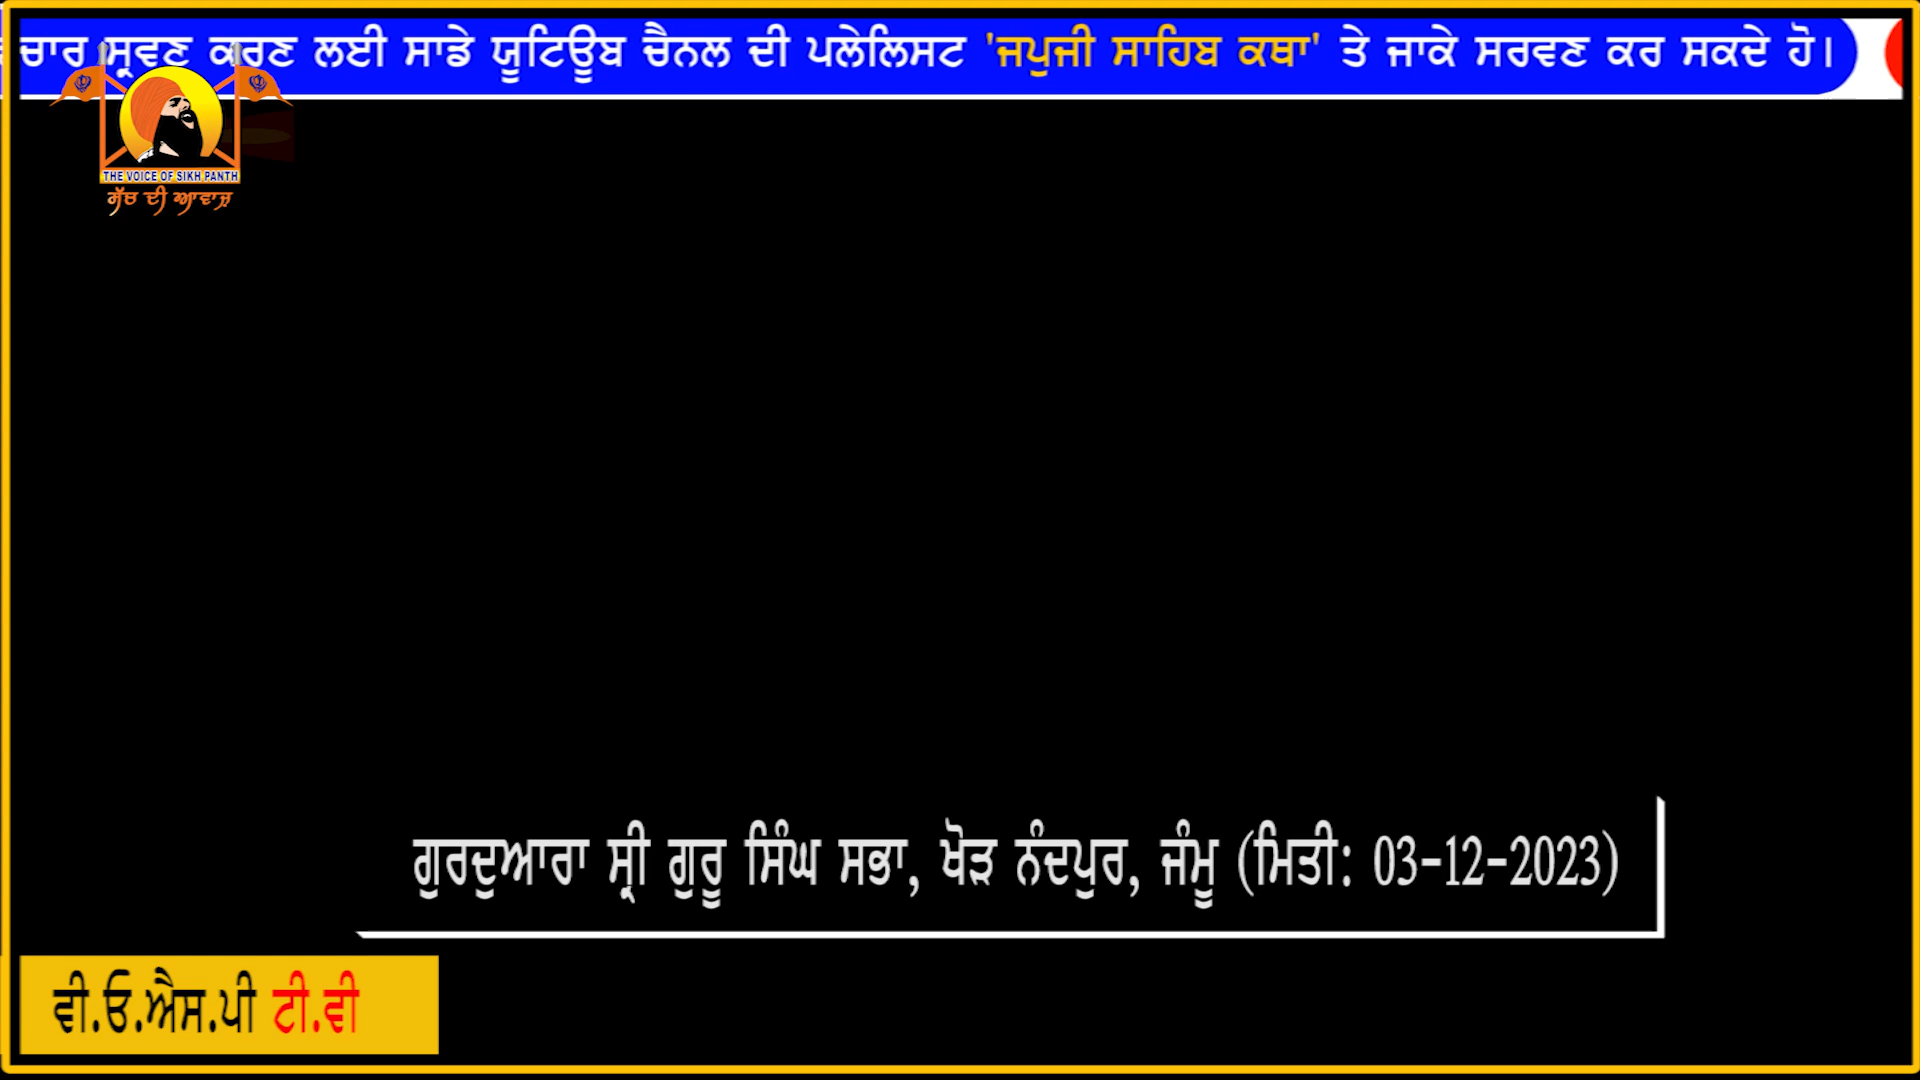 ਚਾਰ ਸ੍ਰਵਣ ਕਰਣ ਲਈ ਸਾਡੇ ਯੂਟਿਊਬ ਚੈਨਲ ਦੀ ਪਲੇਲਿਸਟ 'ਜਪੁਜੀ ਸਾਹਿਬ ਕਥਾ' ਤੇ ਜਾਕੇ ਸਰਵਣ ਕਰ ਸਕਦੇ ਹੋ।
THE VOICE OF SIKH PANTH
ਸੱਚ ਦੀ ਆਵਾਜ਼
ਗੁਰਦੁਆਰਾ ਸ੍ਰੀ ਗੁਰੂ ਸਿੰਘ ਸਭਾ, ਖੋੜ ਨੰਦਪੁਰ, ਜੰਮੂ (ਮਿਤੀ: 03-12-2023)
ਵੀ.ਓ.ਐਸ.ਪੀ ਟੀ.ਵੀ